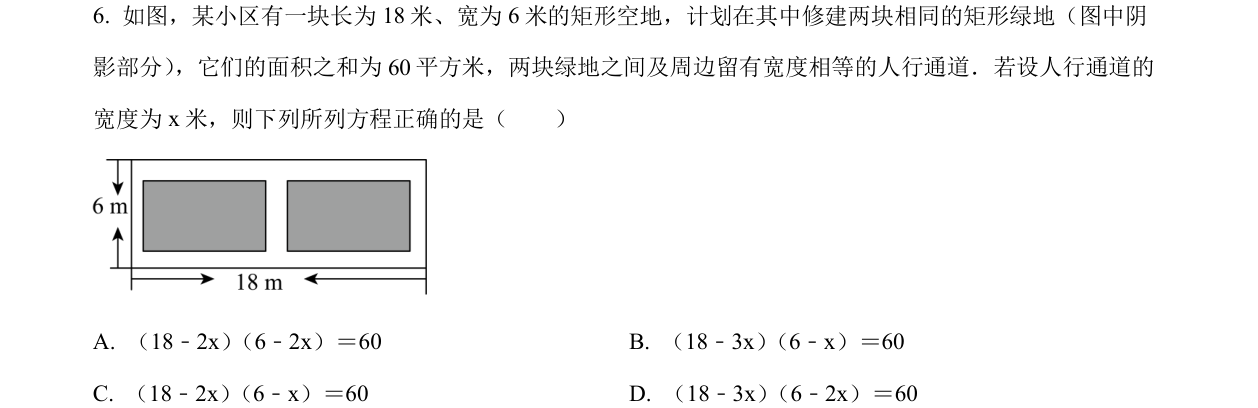 6. 如图，某小区有一块长为 18 米、宽为 6 米的矩形空地，计划在其中修建两块相同的矩形绿地（图中阴
影部分），它们的面积之和为 60 平方米，两块绿地之间及周边留有宽度相等的人行通道．若设人行通道的
宽度为 x 米，则下列所列方程正确的是（　　）
6 m
18 m
A. （18﹣2x）（6﹣2x）＝60 B. （18﹣3x）（6﹣x）＝60
C. （18﹣2x）（6﹣x）＝60 D. （18﹣3x）（6﹣2x）＝60